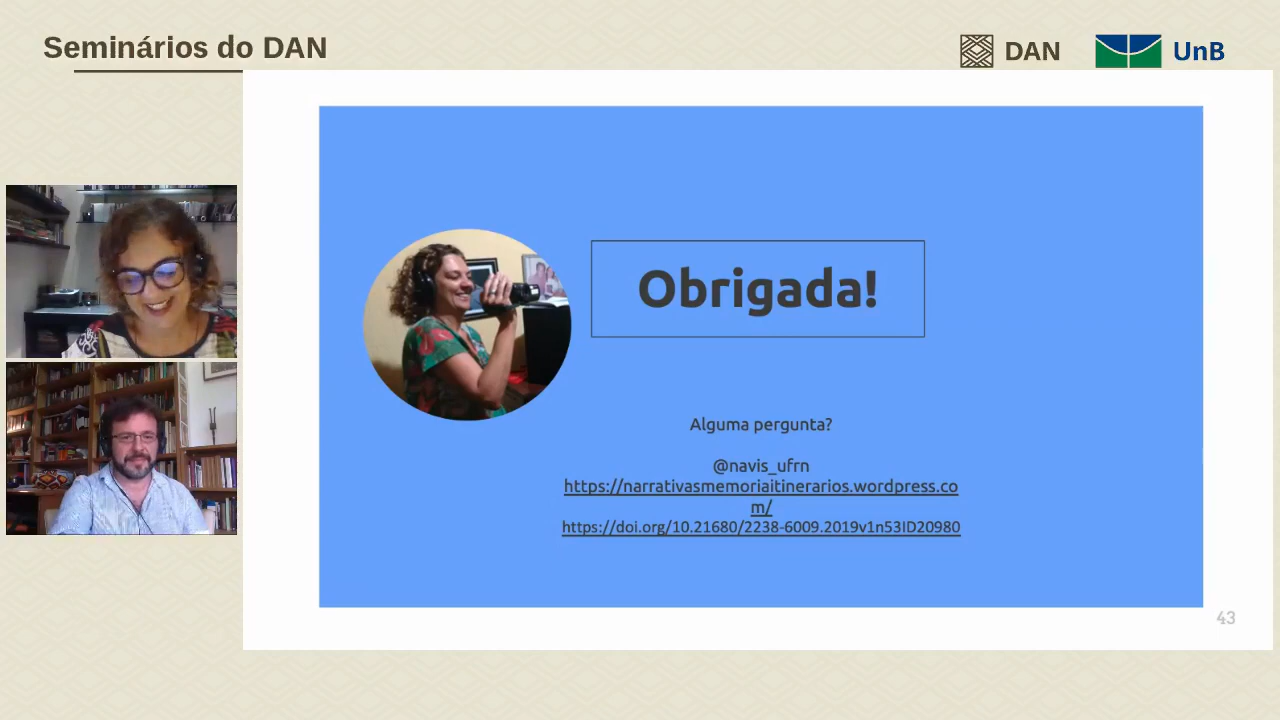 Seminários do DAN
DAN
UnB
Obrigada!
Alguma pergunta?
@navis_ufrn
https://narrativasmemoriaitinerarios.wordpress.co
m/
https://doi.org/10.21680/2238-6009.2019v1n53ID20980
43